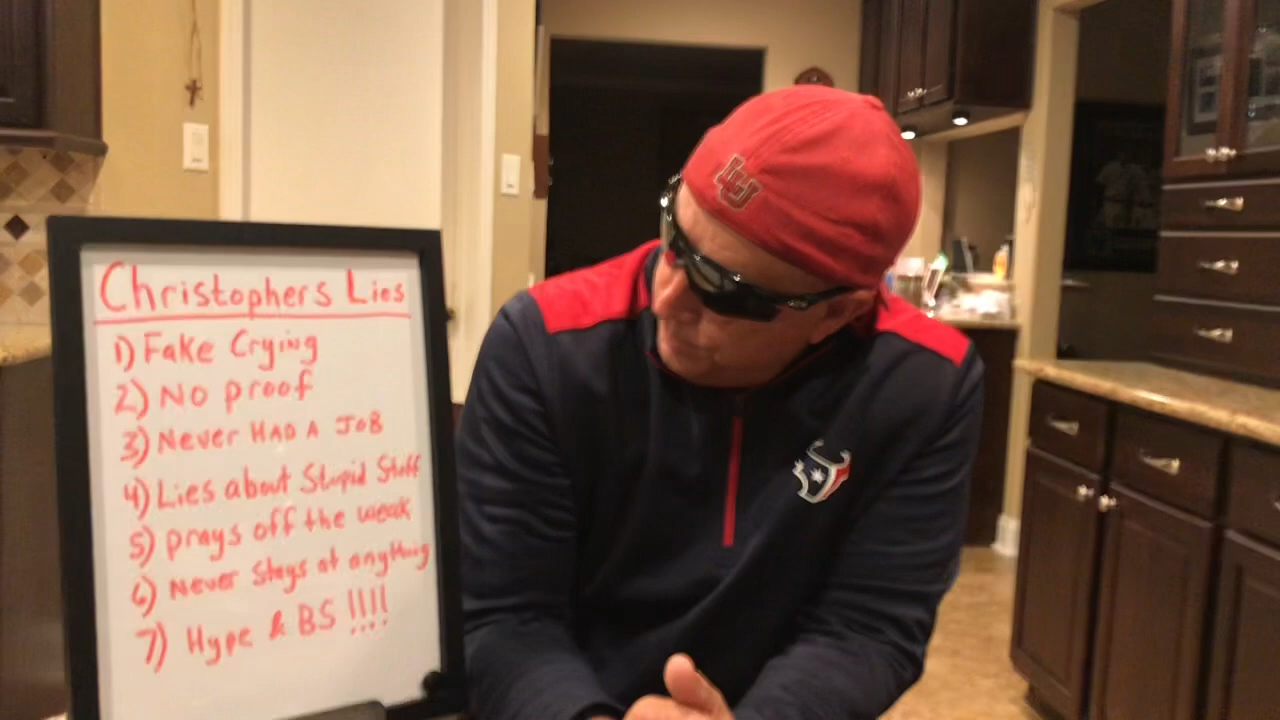 Christophers Lies
1) Fake Crying
2) No proof
3) Never HAD A JOB
4) Lies about Stupid Stuff
5) prays off the weak
6) Never Stays at anything
7) Hype & BS !!!!
LU